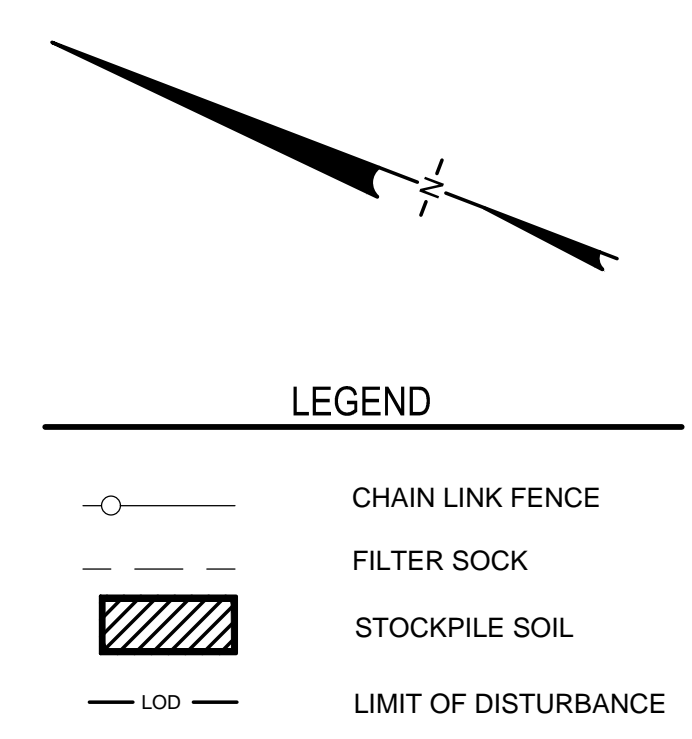 N
LEGEND
CHAIN LINK FENCE
FILTER SOCK
STOCKPILE SOIL
LOD LIMIT OF DISTURBANCE